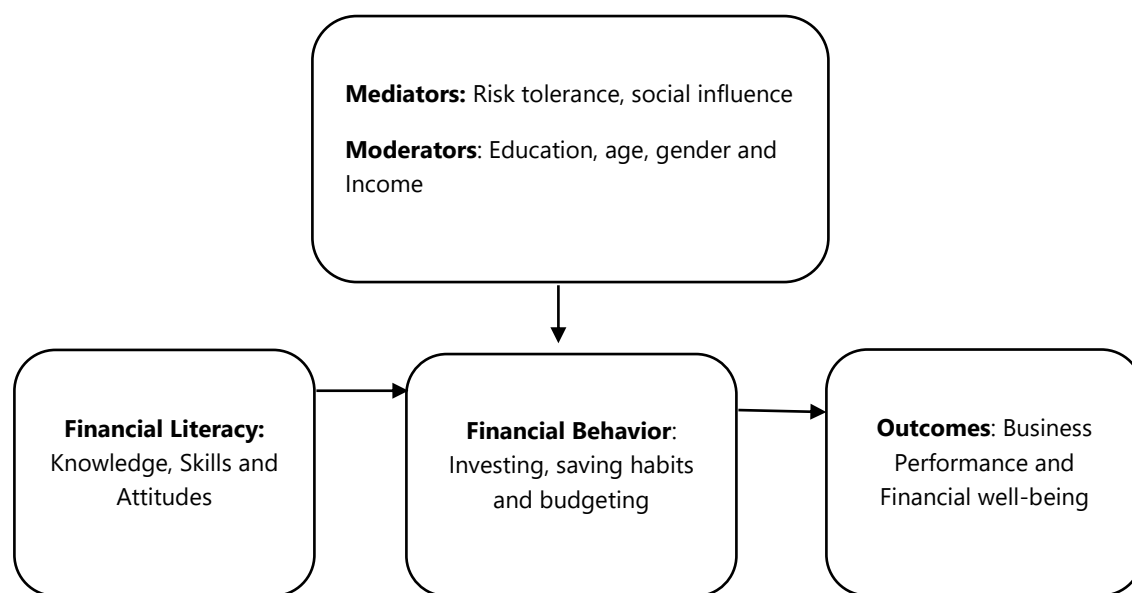 Mediators: Risk tolerance, social influence
Moderators: Education, age, gender and
Income
Financial Literacy:
Knowledge, Skills and
Attitudes
Financial Behavior:
Investing, saving habits
and budgeting
Outcomes: Business
Performance and
Financial well-being